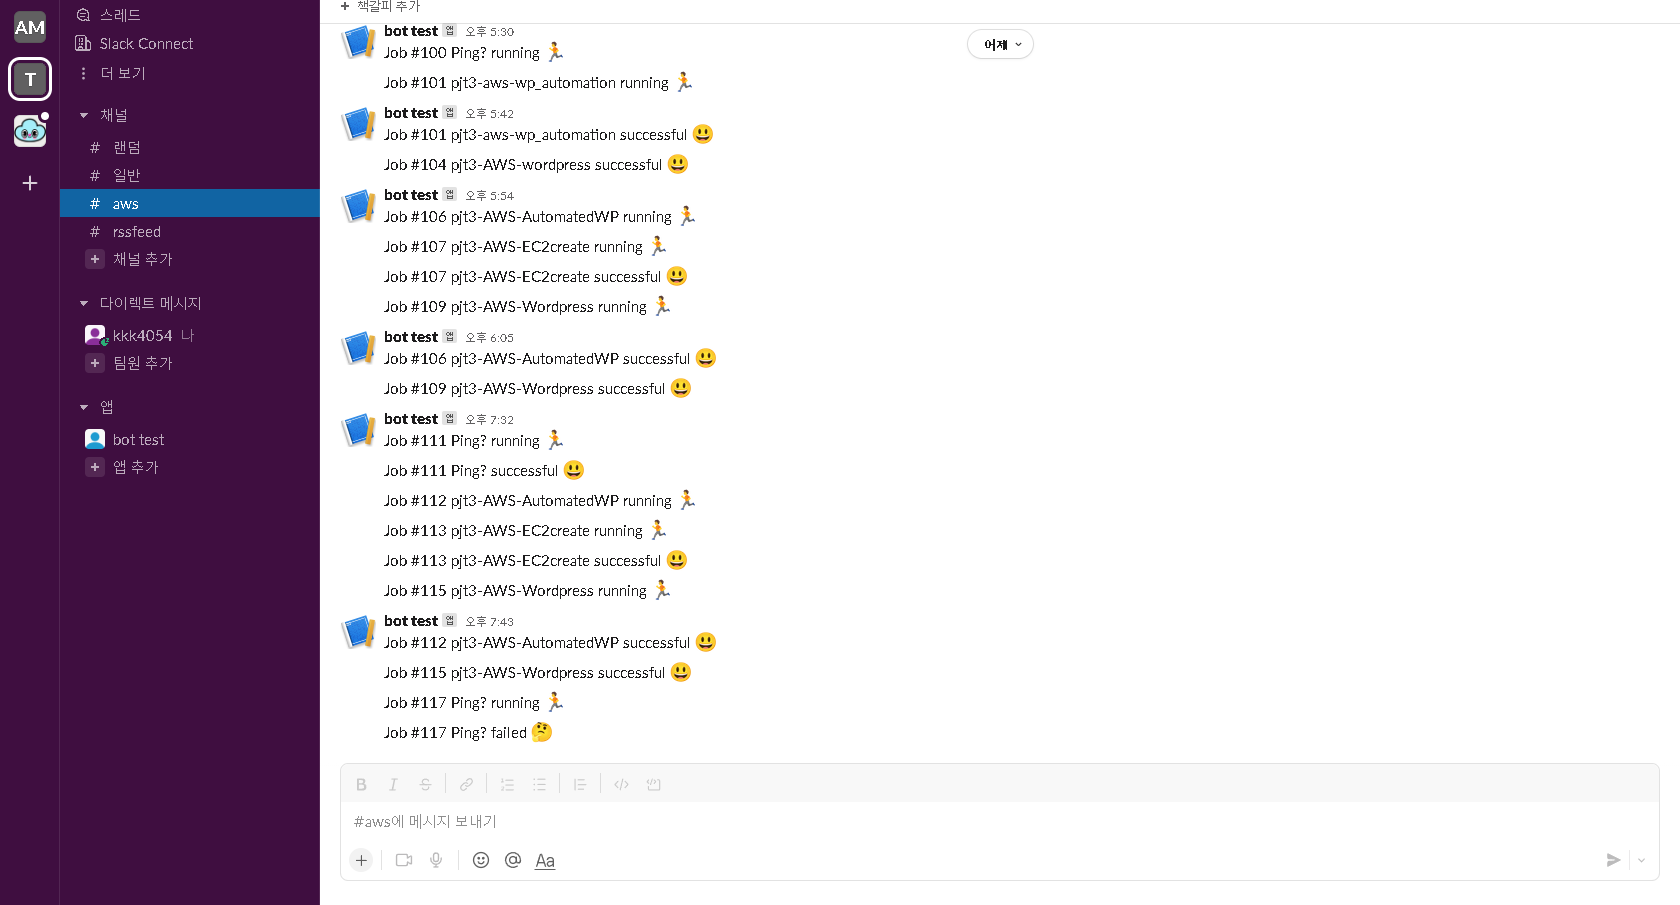 AM
T
스레드
Slack Connect
더 보기
채널
# 랜덤
# 일반
# aws
# rssfeed
+ 채널 추가
다이렉트 메시지
kkk4054 나
+ 팀원 추가
앱
bot test
+ 앱 추가
+ 책갈피 추가
어제
bot test 앱 오후 5:30
Job #100 Ping? running 🏃
Job #101 pjt3-aws-wp_automation running 🏃
bot test 앱 오후 5:42
Job #101 pjt3-aws-wp_automation successful 😃
Job #104 pjt3-AWS-wordpress successful 😃
bot test 앱 오후 5:54
Job #106 pjt3-AWS-AutomatedWP running 🏃
Job #107 pjt3-AWS-EC2create running 🏃
Job #107 pjt3-AWS-EC2create successful 😃
Job #109 pjt3-AWS-Wordpress running 🏃
bot test 앱 오후 6:05
Job #106 pjt3-AWS-AutomatedWP successful 😃
Job #109 pjt3-AWS-Wordpress successful 😃
bot test 앱 오후 7:32
Job #111 Ping? running 🏃
Job #111 Ping? successful 😃
Job #112 pjt3-AWS-AutomatedWP running 🏃
Job #113 pjt3-AWS-EC2create running 🏃
Job #113 pjt3-AWS-EC2create successful 😃
Job #115 pjt3-AWS-Wordpress running 🏃
bot test 앱 오후 7:43
Job #112 pjt3-AWS-AutomatedWP successful 😃
Job #115 pjt3-AWS-Wordpress successful 😃
Job #117 Ping? running 🏃
Job #117 Ping? failed 🤔
B I S
#aws에 메시지 보내기
+ @ Aa